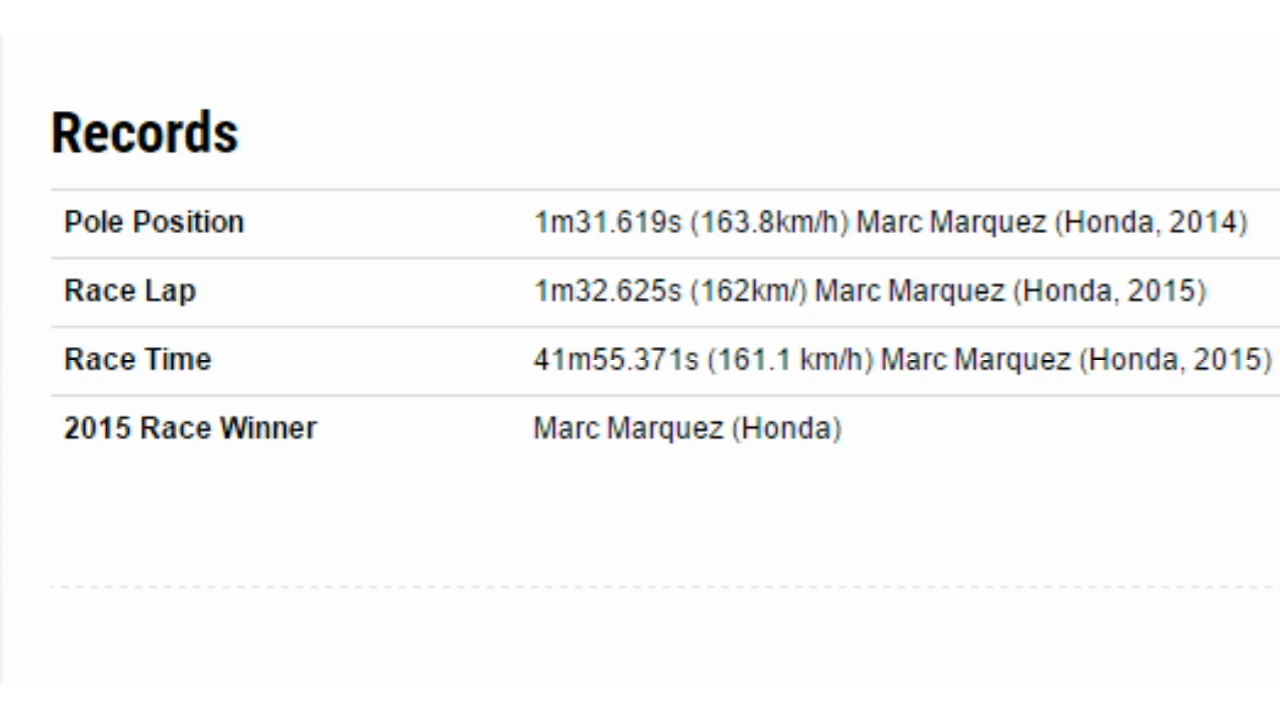 Records
Pole Position 1m31.619s (163.8km/h) Marc Marquez (Honda, 2014)
Race Lap 1m32.625s (162km/) Marc Marquez (Honda, 2015)
Race Time 41m55.371s (161.1 km/h) Marc Marquez (Honda, 2015)
2015 Race Winner Marc Marquez (Honda)